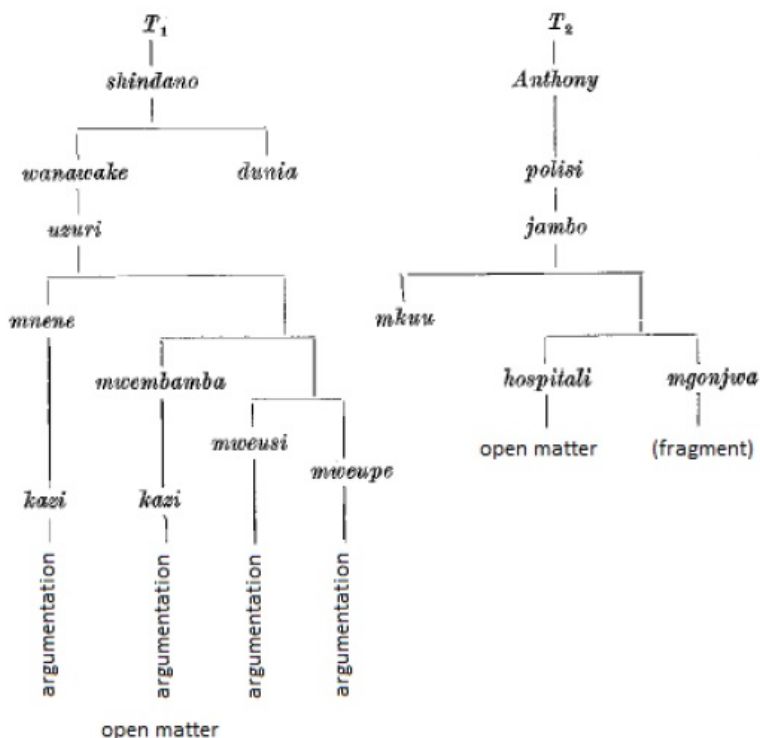 T₁
T₂
shindano
Anthony
wanawake dunia
polisi
uzuri
jambo
mnene
mkuu
mwembamba
hospitali mgonjwa
mweusi
open matter (fragment)
mweupe
kazi kazi
argumentation argumentation argumentation argumentation
open matter